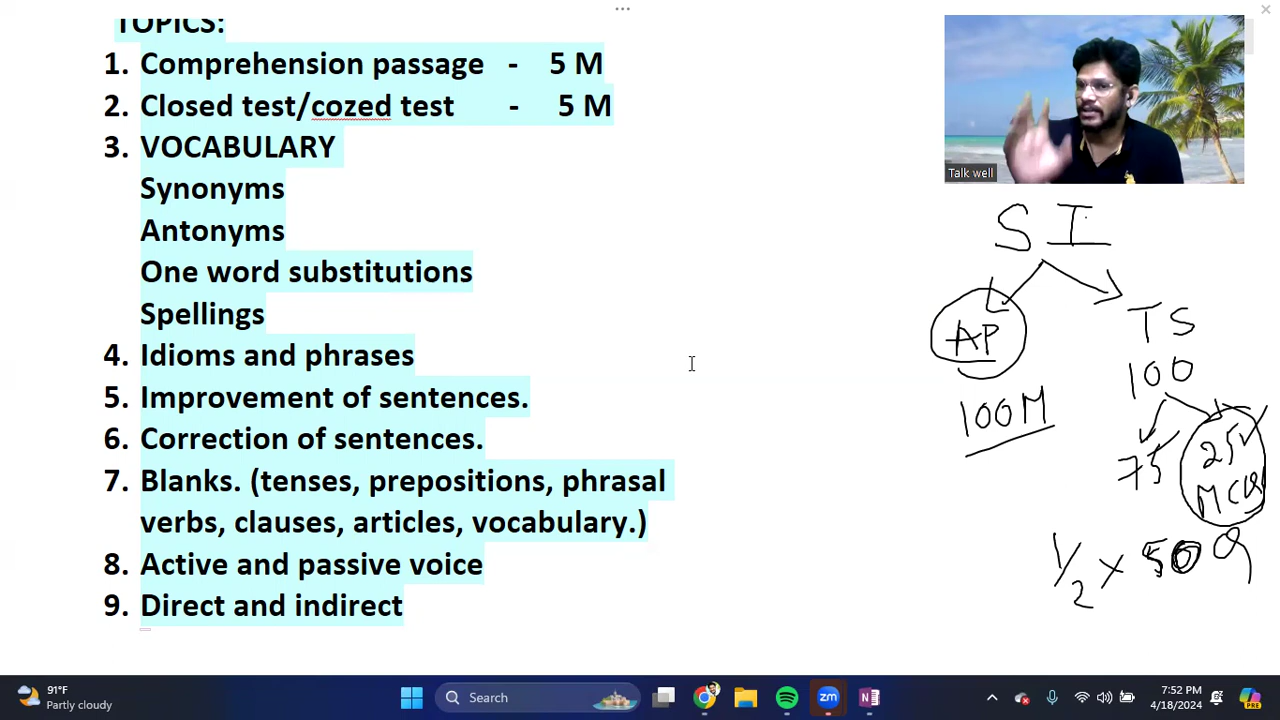 TOPICS:
1. Comprehension passage - 5 M
2. Closed test/cozed test - 5 M
3. VOCABULARY
Synonyms
Antonyms
One word substitutions
Spellings
4. Idioms and phrases
5. Improvement of sentences.
6. Correction of sentences.
7. Blanks. (tenses, prepositions, phrasal
verbs, clauses, articles, vocabulary.)
8. Active and passive voice
9. Direct and indirect
Talk well
S I
AP
TS
100M
100
75
25
MCQ
1/2 x 50 Q
91°F
Partly cloudy
Search
zm
N
7:52 PM
4/18/2024
PRE